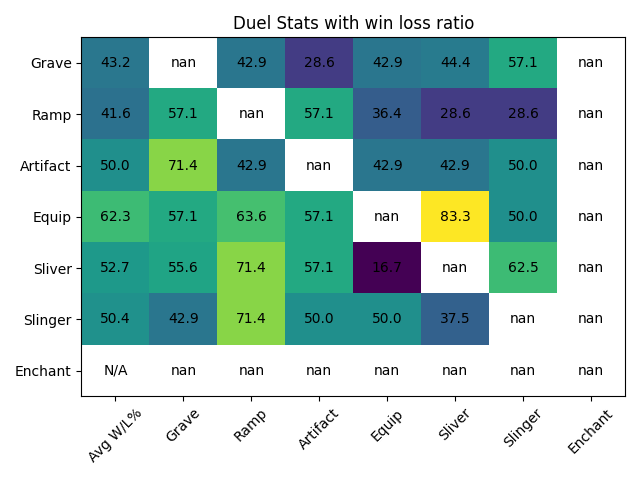 Duel Stats with win loss ratio
Grave 43.2 nan 42.9 28.6 42.9 44.4 57.1 nan
Ramp 41.6 57.1 nan 57.1 36.4 28.6 28.6 nan
Artifact 50.0 71.4 42.9 nan 42.9 42.9 50.0 nan
Equip 62.3 57.1 63.6 57.1 nan 83.3 50.0 nan
Sliver 52.7 55.6 71.4 57.1 16.7 nan 62.5 nan
Slinger 50.4 42.9 71.4 50.0 50.0 37.5 nan nan
Enchant N/A nan nan nan nan nan nan nan
Avg W/L% Grave Ramp Artifact Equip Sliver Slinger Enchant